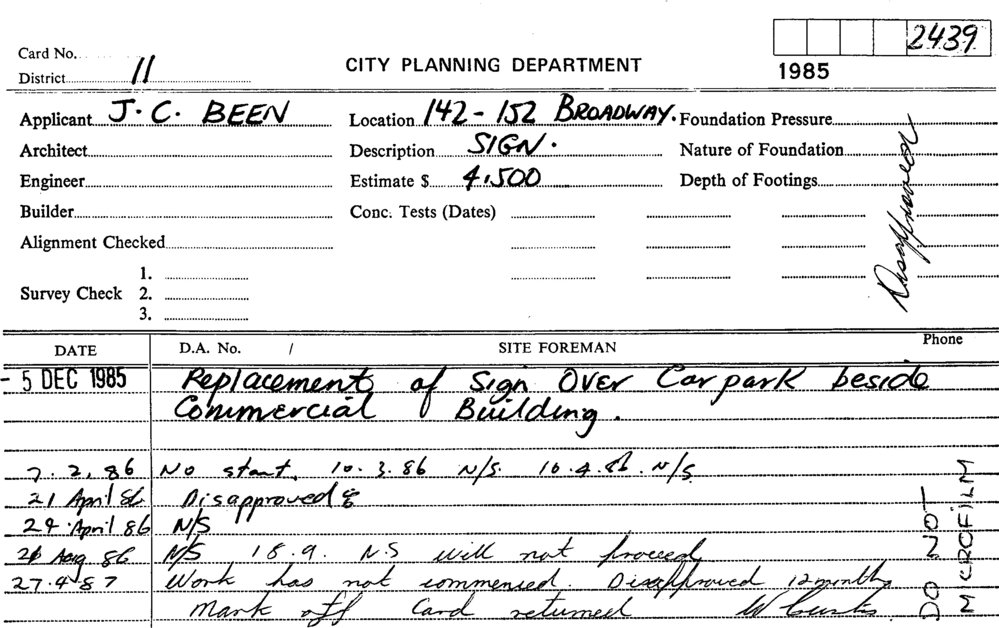 2439
Card No.
District 11
CITY PLANNING DEPARTMENT
1985
Applicant J. C. BEEN
Location 142-152 BROADWAY.
Foundation Pressure
Architect
Description SIGN.
Nature of Foundation
Engineer
Estimate $ 4,500
Depth of Footings
Builder
Conc. Tests (Dates)
Alignment Checked
Disapproved
Survey Check
1.
2.
3.
DATE D.A. No. / SITE FOREMAN Phone
- 5 DEC 1985 Replacement of Sign Over Carpark beside
Commercial Building.
7.2.86 No start. 10.3.86 N/S. 10.4.86. N/S
21 April 86 Disapproved
24 April 86 N/S
Aug 86 N/S 18.9. N.S will not proceed
27.4.87 Work has not commenced. Disapproved 12 months
Mark off Card returned
DO NOT
M CROFILM